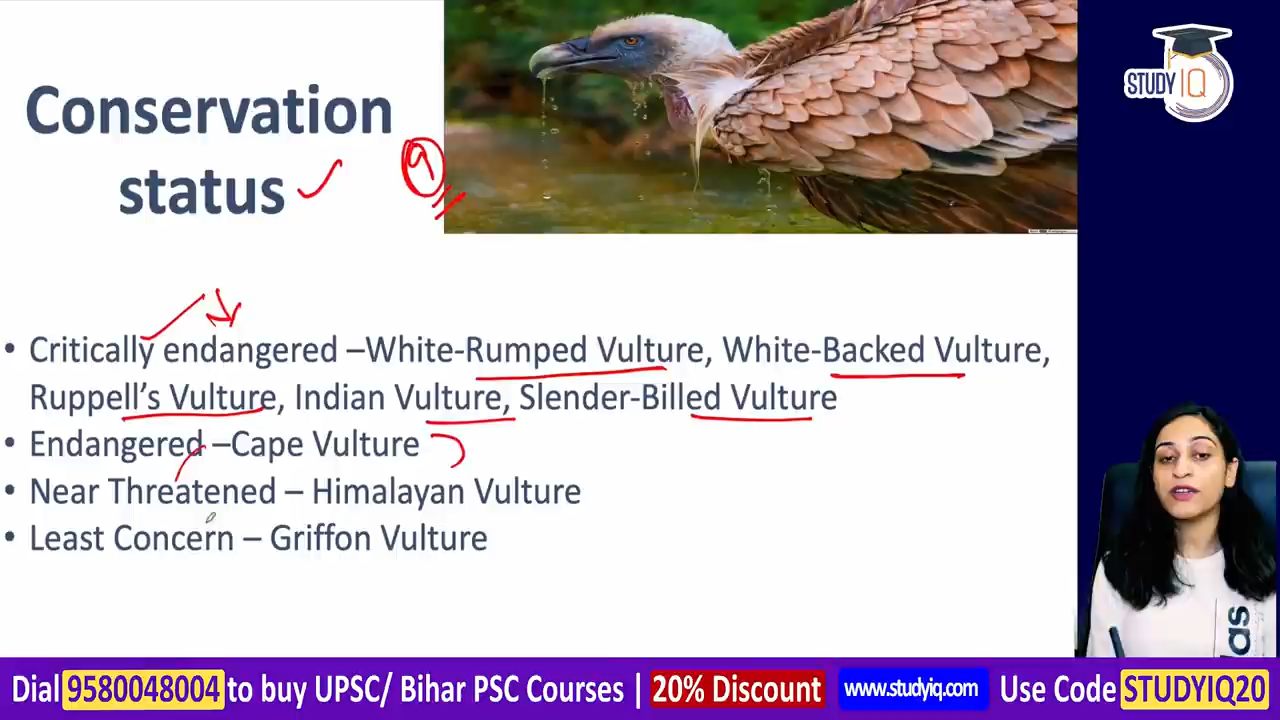 STUDY IQ
Conservation
status
9
• Critically endangered –White-Rumped Vulture, White-Backed Vulture,
Ruppell's Vulture, Indian Vulture, Slender-Billed Vulture
• Endangered –Cape Vulture
• Near Threatened – Himalayan Vulture
• Least Concern – Griffon Vulture
das
Dial 9580048004 to buy UPSC/ Bihar PSC Courses | 20% Discount www.studyiq.com Use Code STUDYIQ20